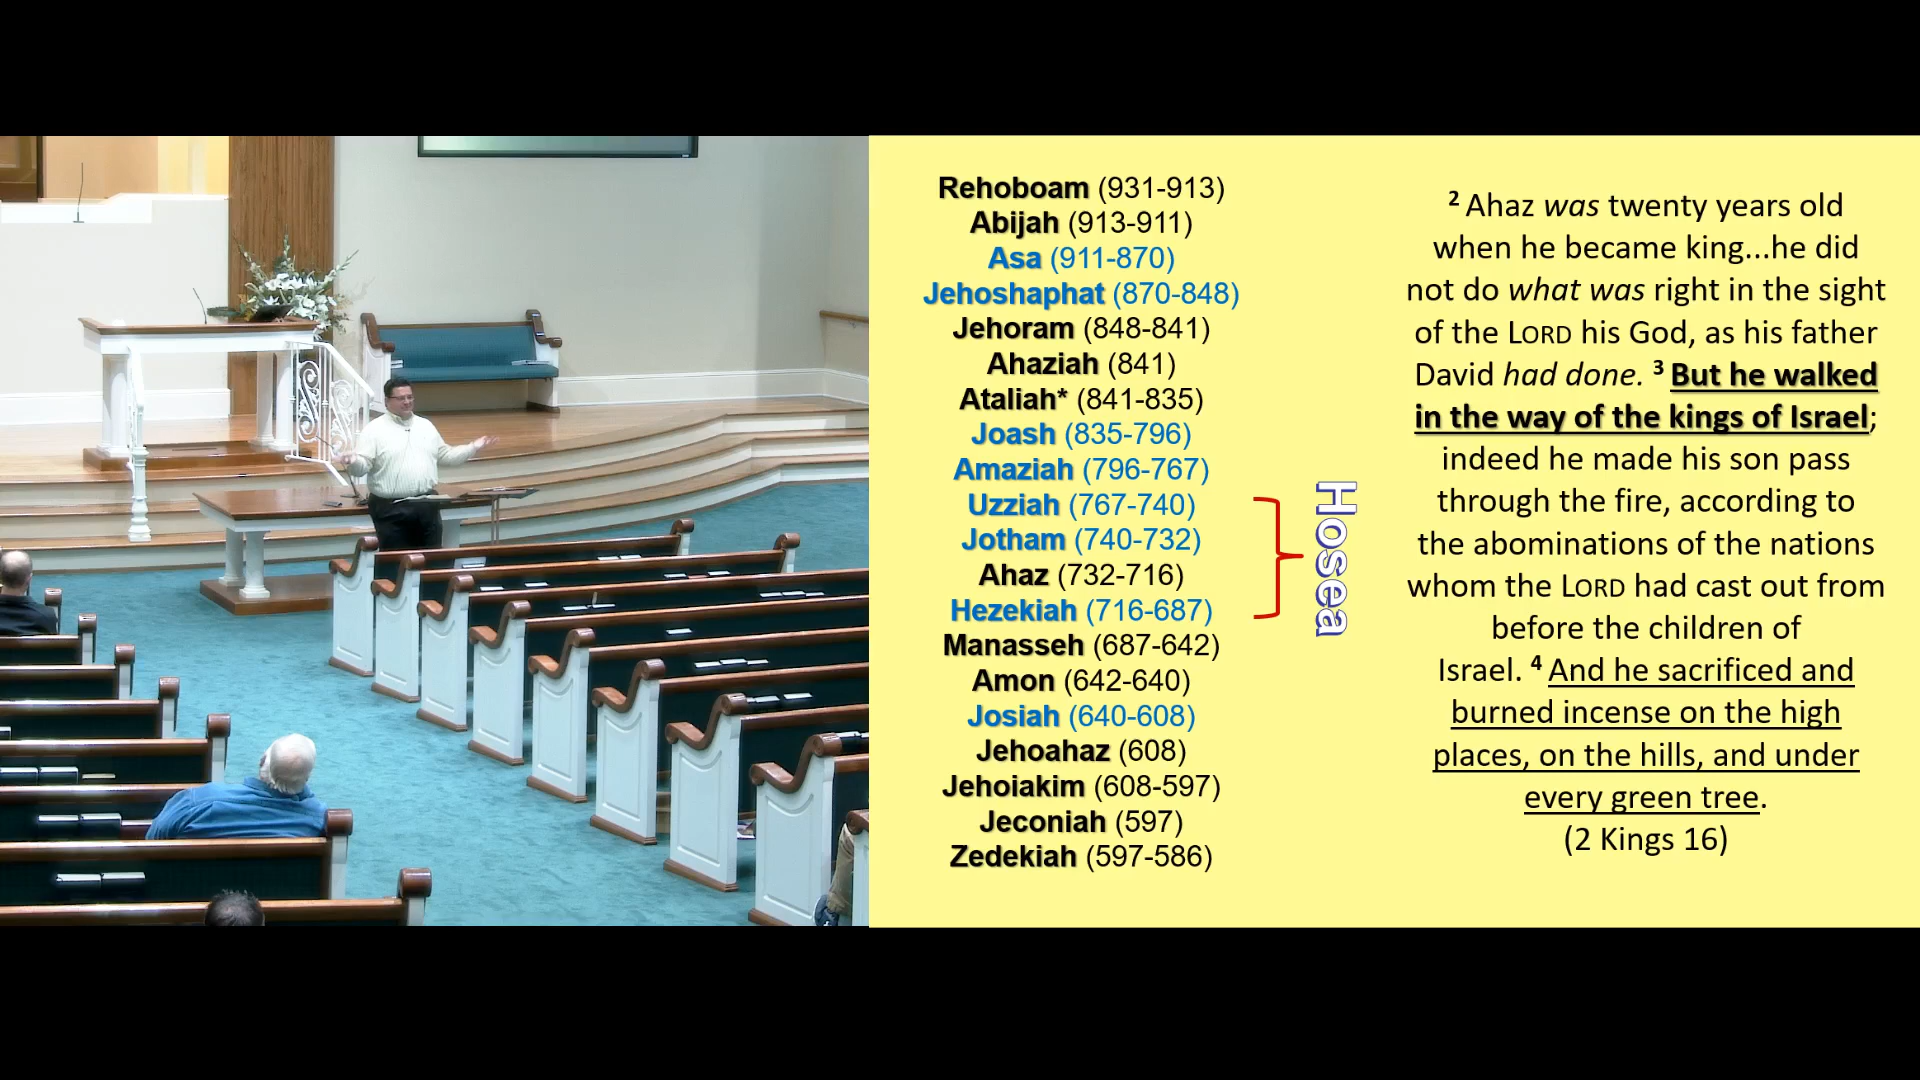 Rehoboam (931-913)
Abijah (913-911)
Asa (911-870)
Jehoshaphat (870-848)
Jehoram (848-841)
Ahaziah (841)
Ataliah* (841-835)
Joash (835-796)
Amaziah (796-767)
Uzziah (767-740)
Jotham (740-732)
Ahaz (732-716)
Hezekiah (716-687)
Manasseh (687-642)
Amon (642-640)
Josiah (640-608)
Jehoahaz (608)
Jehoiakim (608-597)
Jeconiah (597)
Zedekiah (597-586)
Hosea
2 Ahaz was twenty years old
when he became king...he did
not do what was right in the sight
of the LORD his God, as his father
David had done. 3 But he walked
in the way of the kings of Israel;
indeed he made his son pass
through the fire, according to
the abominations of the nations
whom the LORD had cast out from
before the children of
Israel. 4 And he sacrificed and
burned incense on the high
places, on the hills, and under
every green tree.
(2 Kings 16)